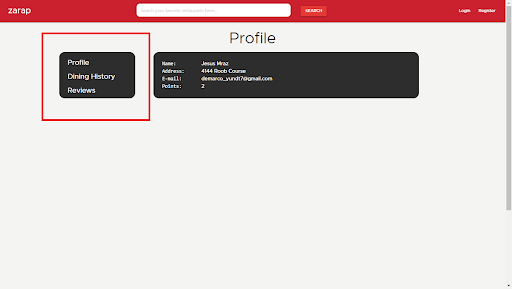 zarap
Search your favorite restaurants here...
SEARCH
Login
Register
Profile
Profile
Dining History
Reviews
Name: Jesus Mraz
Address: 4144 Roob Course
E-mail: demarco_yundt7@gmail.com
Points: 2